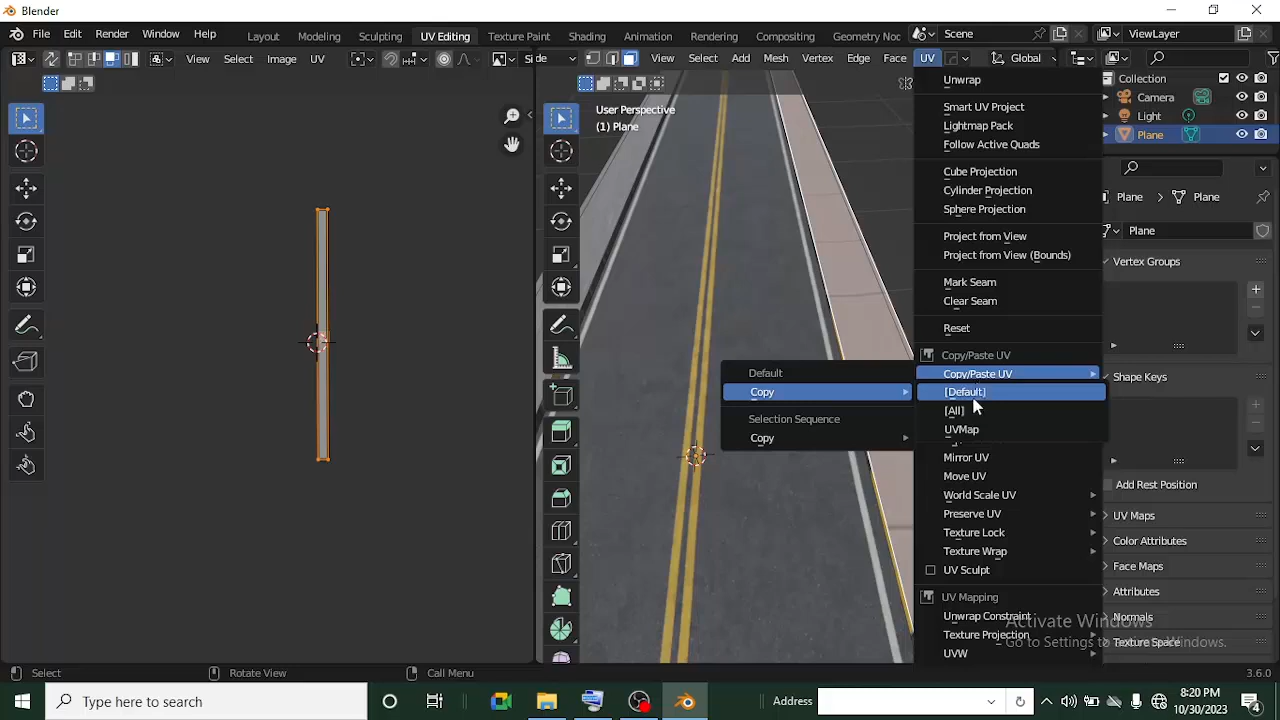 Blender
File Edit Render Window Help Layout Modeling Sculpting UV Editing Texture Paint Shading Animation Rendering Compositing Geometry Noc Scene ViewLayer
View Select Image UV Side View Select Add Mesh Vertex Edge Face UV Global
User Perspective
(1) Plane
Unwrap
Smart UV Project
Lightmap Pack
Follow Active Quads
Cube Projection
Cylinder Projection
Sphere Projection
Project from View
Project from View (Bounds)
Mark Seam
Clear Seam
Reset
Copy/Paste UV
Copy/Paste UV
Default
Copy
Selection Sequence
Copy
[Default]
[All]
UVMap
Mirror UV
Move UV
World Scale UV
Preserve UV
Texture Lock
Texture Wrap
UV Sculpt
UV Mapping
Unwrap Constraint
Texture Projection
UVW
Collection
Camera
Light
Plane
Plane Plane
Plane
Vertex Groups
Shape Keys
Add Rest Position
UV Maps
Color Attributes
Face Maps
Attributes
Normals
Texture Space
Activate Windows
Go to Settings to activate Windows.
Select Rotate View Call Menu 3.6.0
Type here to search Address 8:20 PM
10/30/2023 4